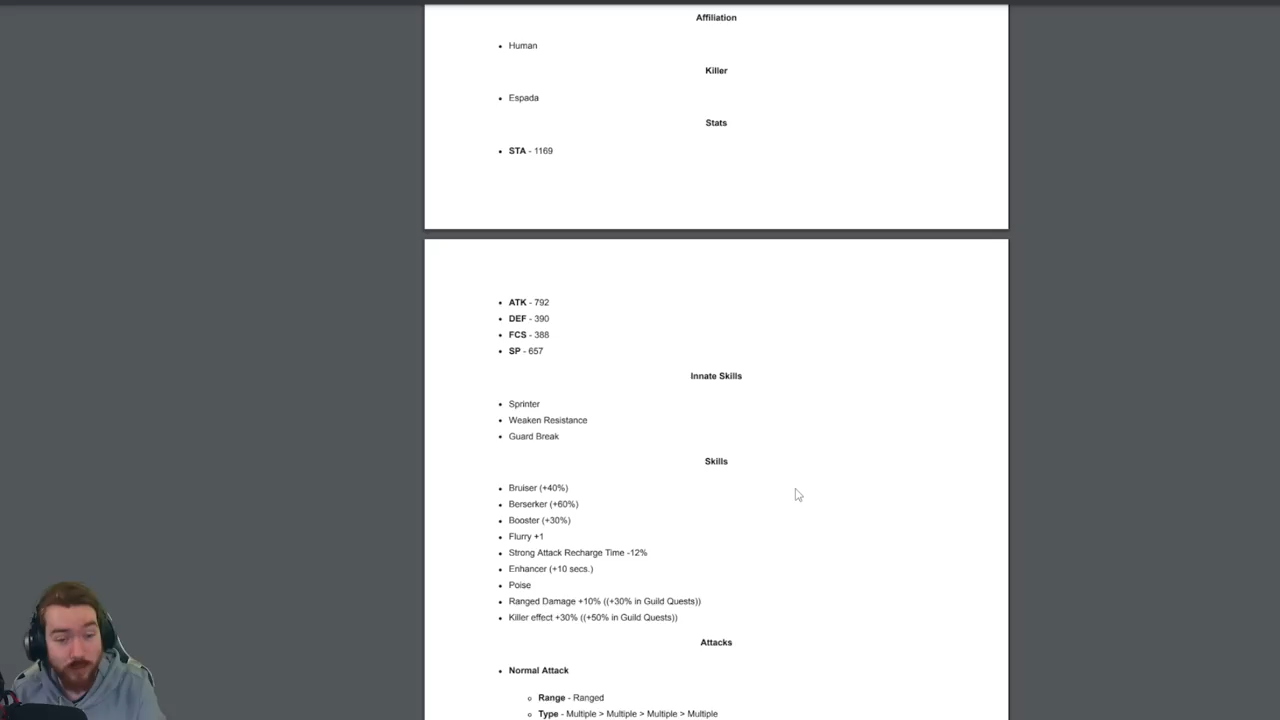 Affiliation
Human
Killer
Espada
Stats
STA - 1169
ATK - 792
DEF - 390
FCS - 388
SP - 657
Innate Skills
Sprinter
Weaken Resistance
Guard Break
Skills
Bruiser (+40%)
Berserker (+60%)
Booster (+30%)
Flurry +1
Strong Attack Recharge Time -12%
Enhancer (+10 secs.)
Poise
Ranged Damage +10% ((+30% in Guild Quests))
Killer effect +30% ((+50% in Guild Quests))
Attacks
Normal Attack
Range - Ranged
Type - Multiple > Multiple > Multiple > Multiple